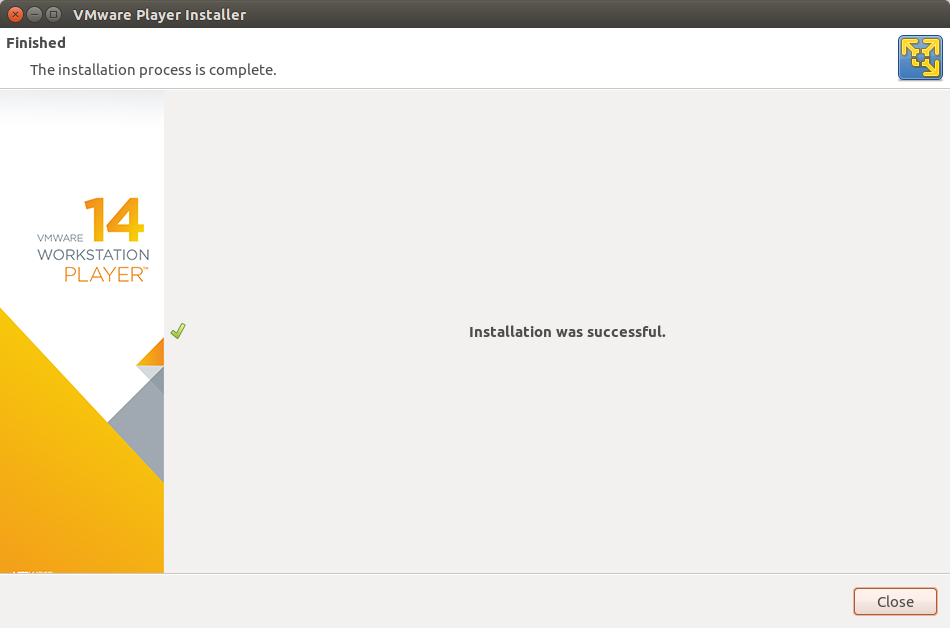 VMware Player Installer
Finished
The installation process is complete.
14
VMWARE
WORKSTATION
PLAYER™
Installation was successful.
Close